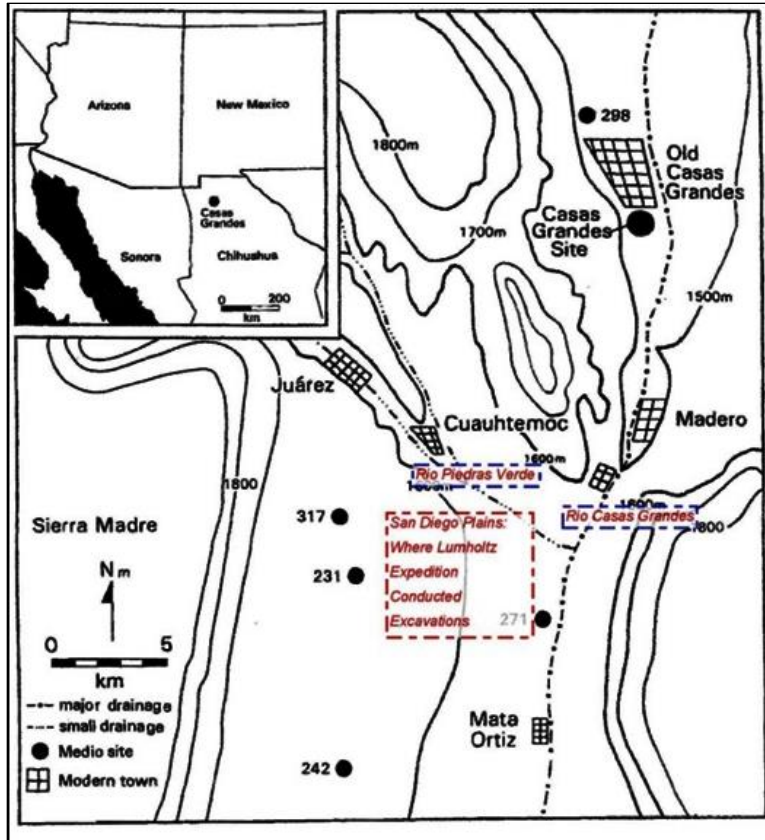 Arizona
New Mexico
Casas
Grandes
Sonora
Chihushus
0 200
km
298
Old
Casas
Grandes
Casas
Grandes
Site
1800m
1700m
1500m
Juárez
Cuauhtemoc
Madero
1600m
Rio Piedras Verde
1800
Rio Casas Grandes
Sierra Madre
317
San Diego Plains:
Where Lumholtz
Expedition
Conducted
Excavations
231
271
N m
0 5
km
major drainage
small drainage
Medio site
Modern town
Mata
Ortiz
242